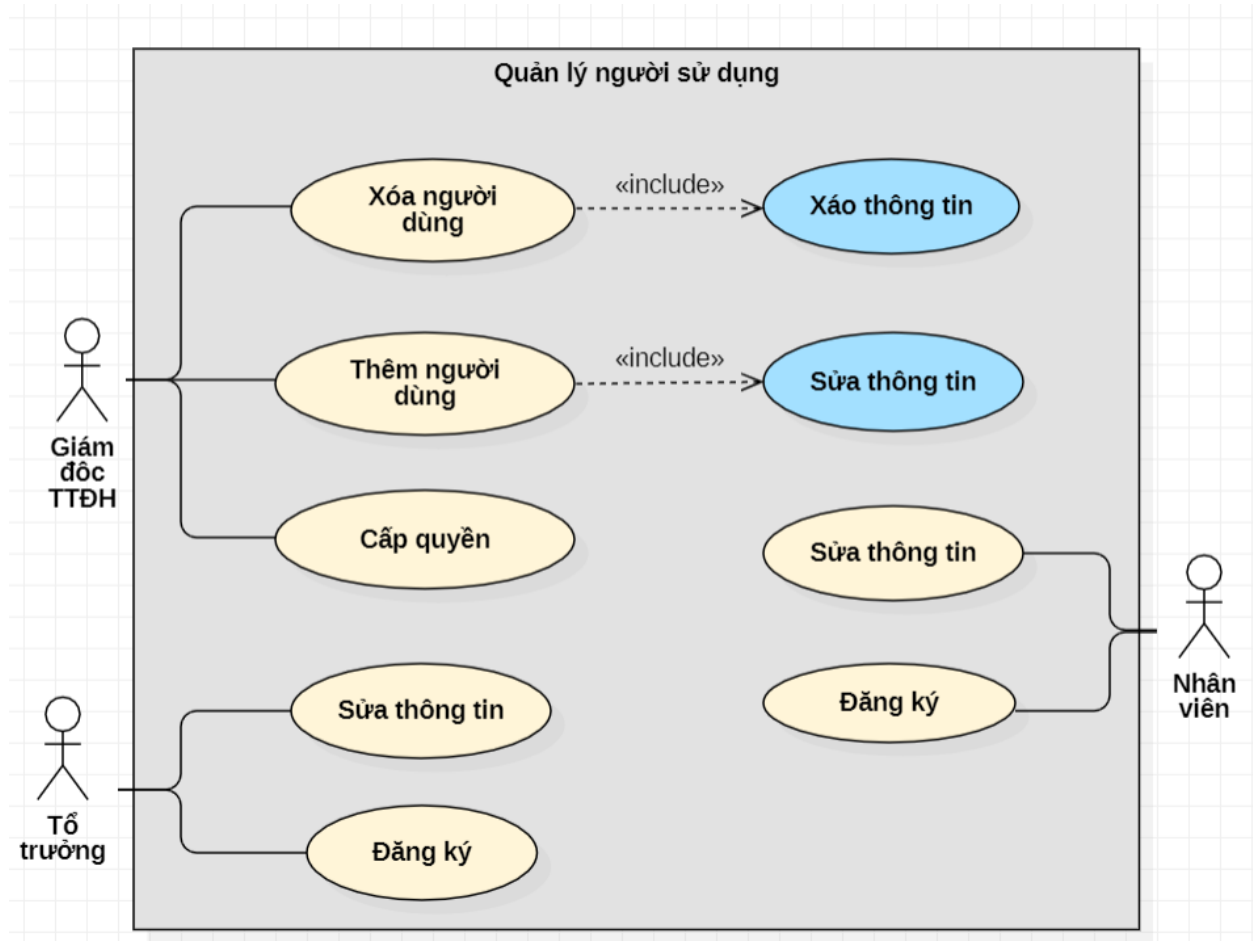 Quản lý người sử dụng
Xóa người
dùng
«include»
Xáo thông tin
Thêm người
dùng
«include»
Sửa thông tin
Giám
đôc
TTĐH
Cấp quyền
Sửa thông tin
Nhân
viên
Sửa thông tin
Đăng ký
Tổ
trưởng
Đăng ký